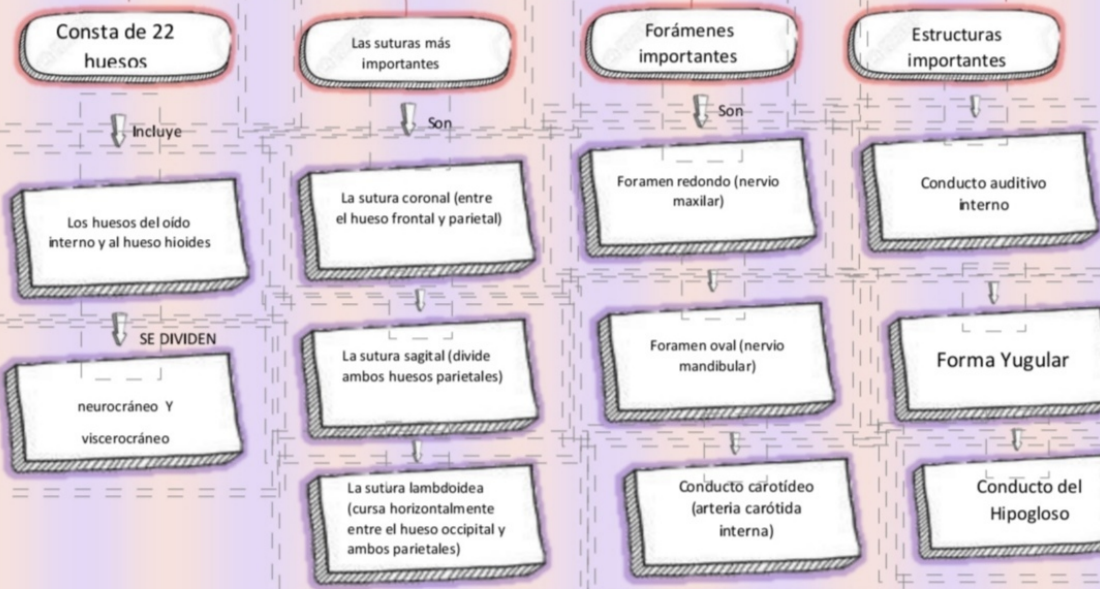 Consta de 22
huesos
Incluye
Los huesos del oído
interno y al hueso hioides
SE DIVIDEN
neurocráneo Y
viscerocráneo
Las suturas más
importantes
Son
La sutura coronal (entre
el hueso frontal y parietal)
La sutura sagital (divide
ambos huesos parietales)
La sutura lambdoidea
(cursa horizontalmente
entre el hueso occipital y
ambos parietales)
Forámenes
importantes
Son
Foramen redondo (nervio
maxilar)
Foramen oval (nervio
mandibular)
Conducto carotídeo
(arteria carótida
interna)
Estructuras
importantes
Conducto auditivo
interno
Forma Yugular
Conducto del
Hipogloso